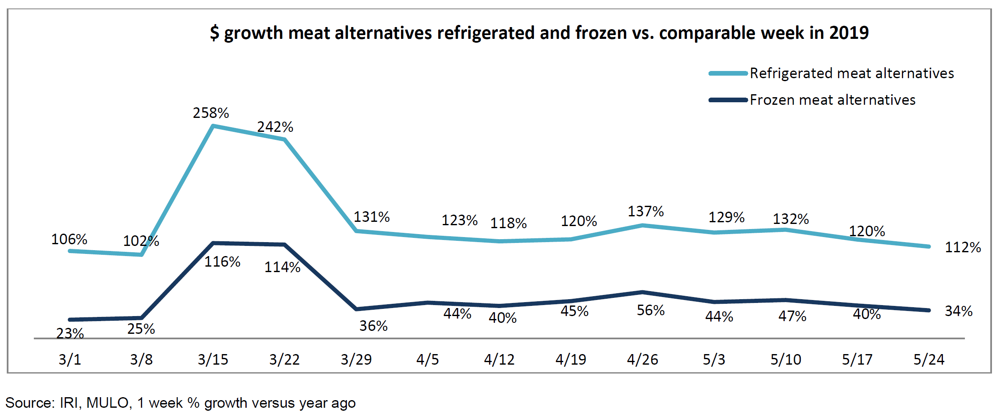 $ growth meat alternatives refrigerated and frozen vs. comparable week in 2019
Refrigerated meat alternatives
Frozen meat alternatives
106% 102% 258% 242% 131% 123% 118% 120% 137% 129% 132% 120% 112%
23% 25% 116% 114% 36% 44% 40% 45% 56% 44% 47% 40% 34%
3/1 3/8 3/15 3/22 3/29 4/5 4/12 4/19 4/26 5/3 5/10 5/17 5/24
Source: IRI, MULO, 1 week % growth versus year ago